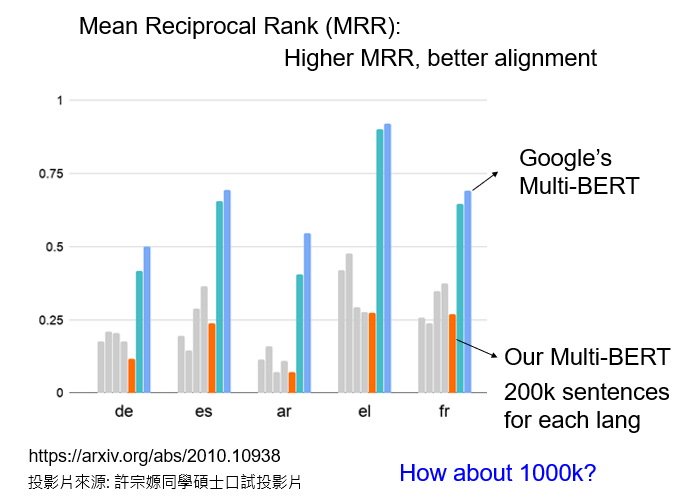 Mean Reciprocal Rank (MRR):
Higher MRR, better alignment
1
0.75
0.5
0.25
0
de
es
ar
el
fr
Google's
Multi-BERT
Our Multi-BERT
200k sentences
for each lang
https://arxiv.org/abs/2010.10938
投影片來源: 許宗嫄同學碩士口試投影片
How about 1000k?